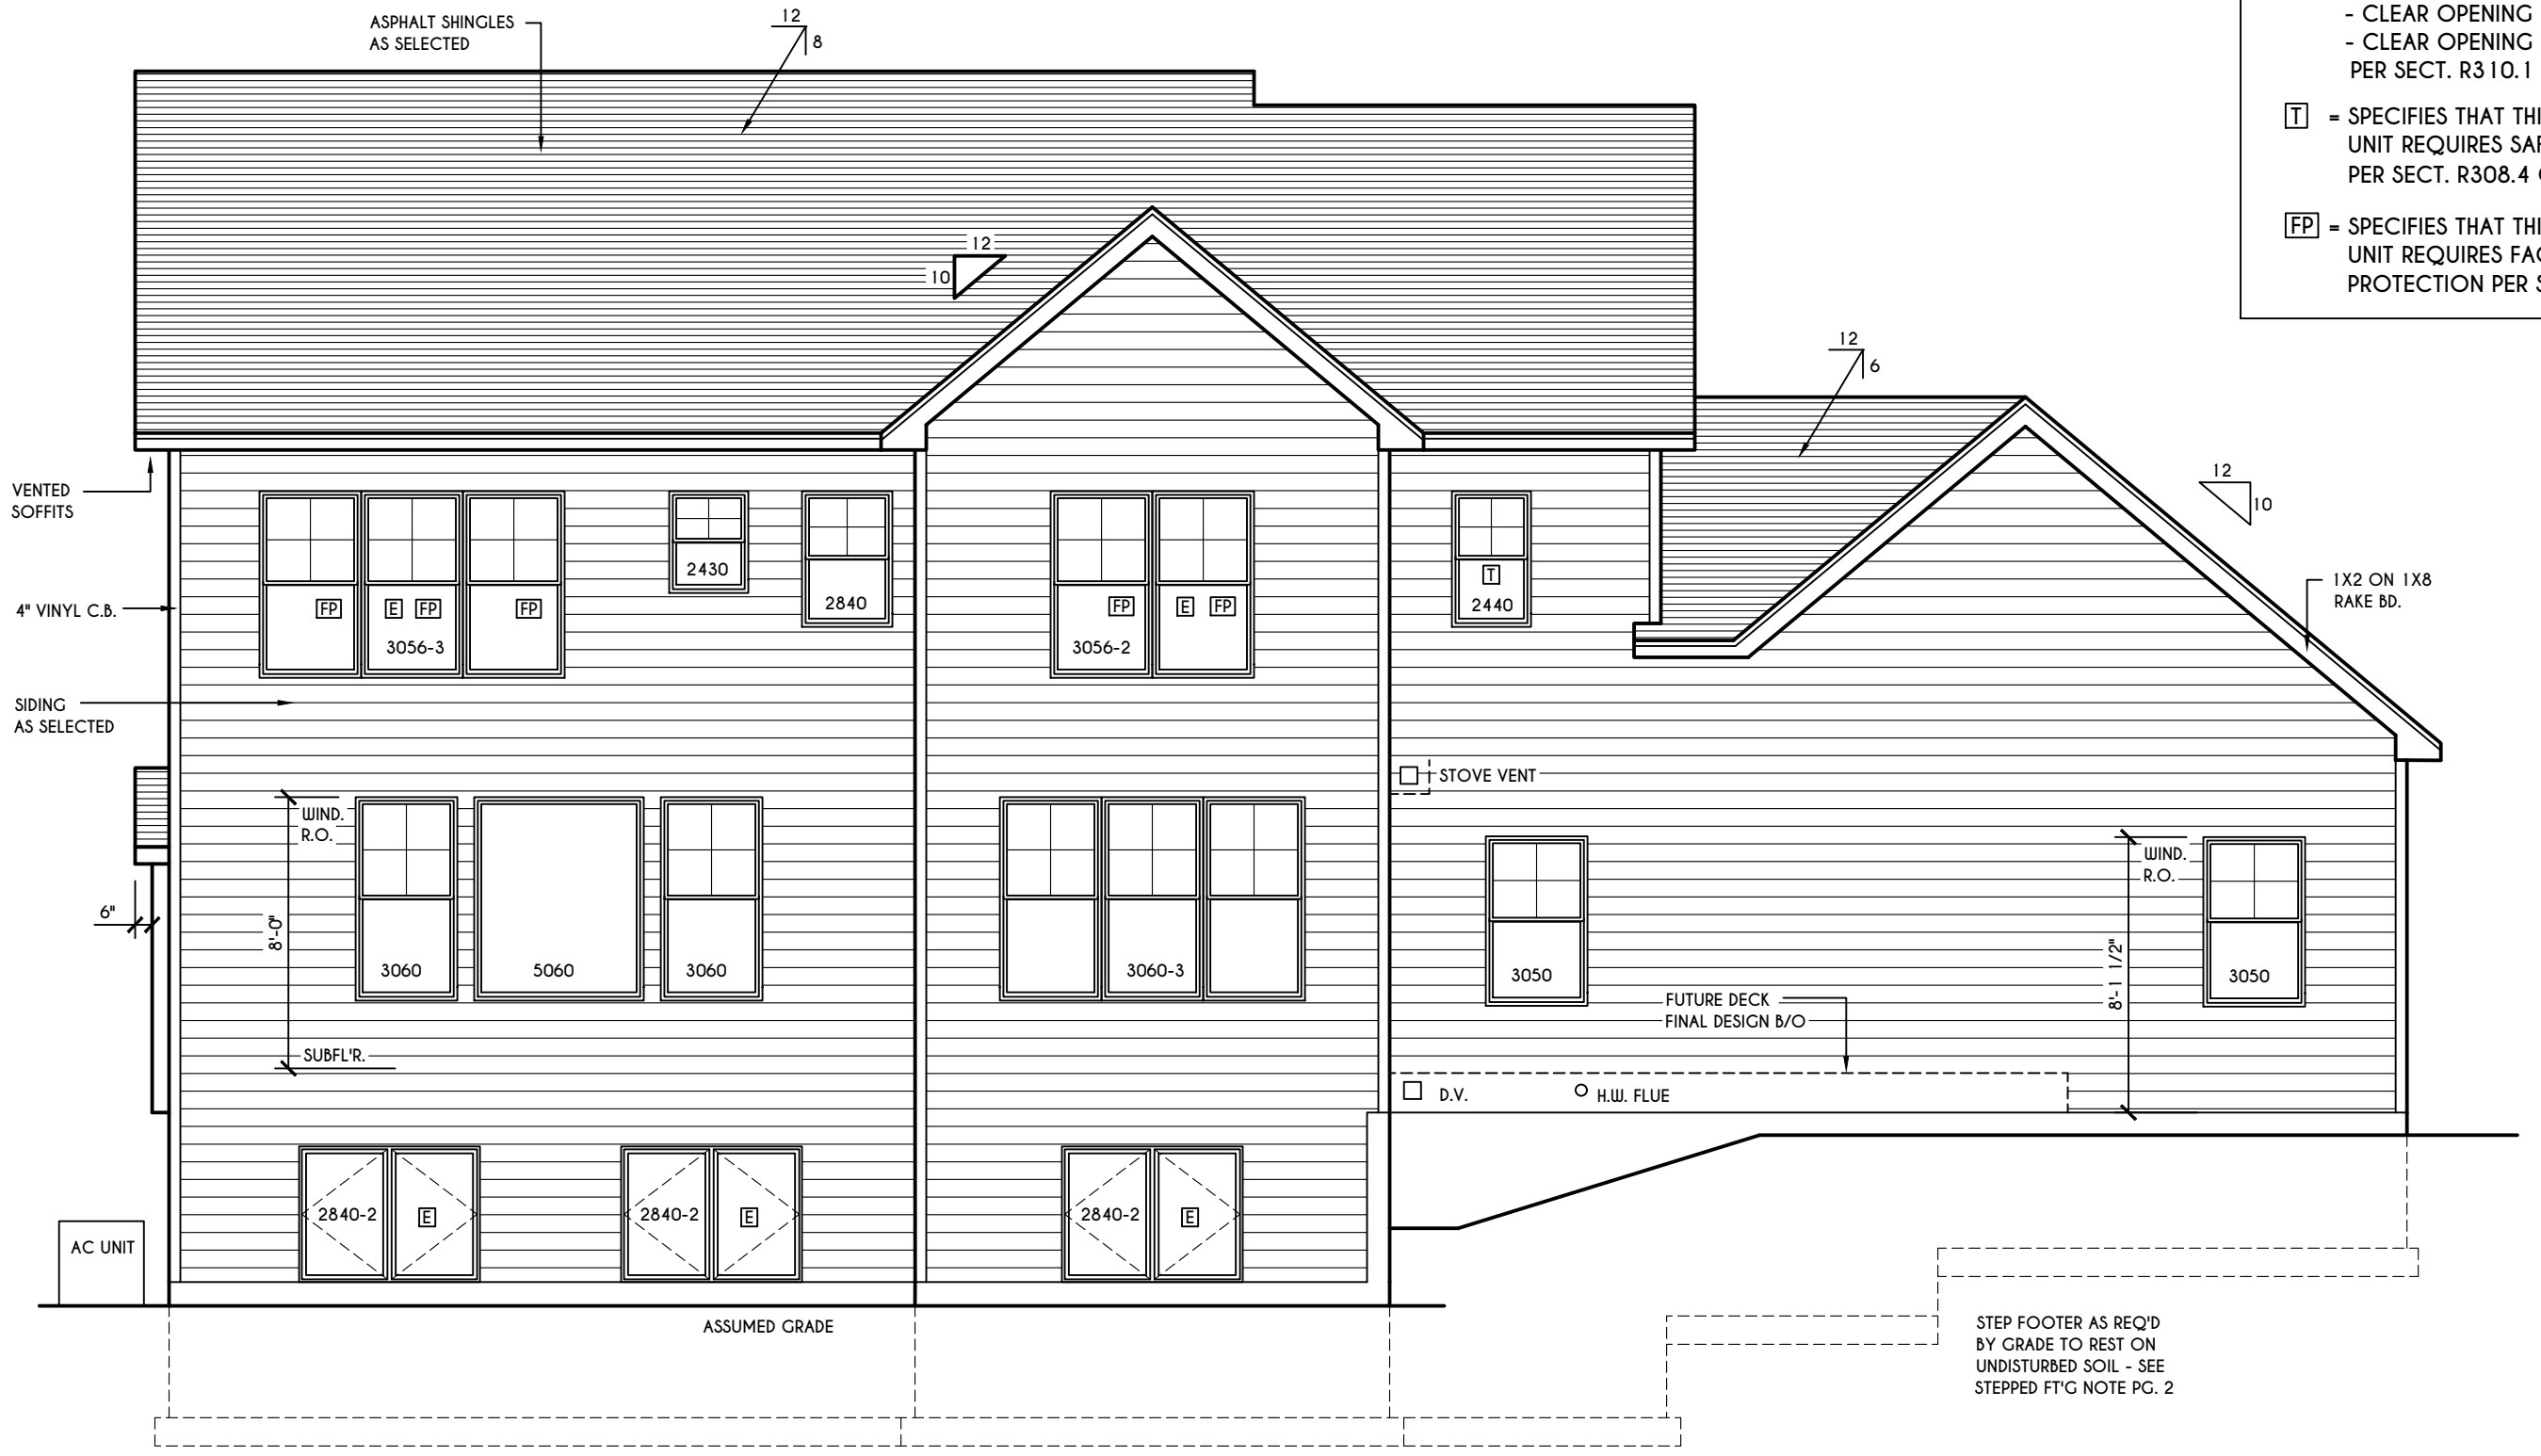 ASPHALT SHINGLES
AS SELECTED
12
8
- CLEAR OPENING
- CLEAR OPENING
PER SECT. R310.1
T = SPECIFIES THAT
UNIT REQUIRES
PER SECT. R308.4
FP = SPECIFIES THAT
UNIT REQUIRES
PROTECTION PER
12
10
12
6
12
10
VENTED
SOFFITS
4" VINYL C.B.
SIDING
AS SELECTED
FP
E FP
FP
3056-3
2430
2840
FP
E FP
3056-2
T
2440
1X2 ON 1X8
RAKE BD.
STOVE VENT
WIND.
R.O.
8'-0"
SUBFL'R.
6"
3060
5060
3060
3060-3
3050
WIND.
R.O.
8'-1 1/2"
3050
FUTURE DECK
FINAL DESIGN B/O
D.V.
H.W. FLUE
2840-2 E
2840-2 E
2840-2 E
AC UNIT
ASSUMED GRADE
STEP FOOTER AS REQ'D
BY GRADE TO REST ON
UNDISTURBED SOIL - SEE
STEPPED FT'G NOTE PG. 2